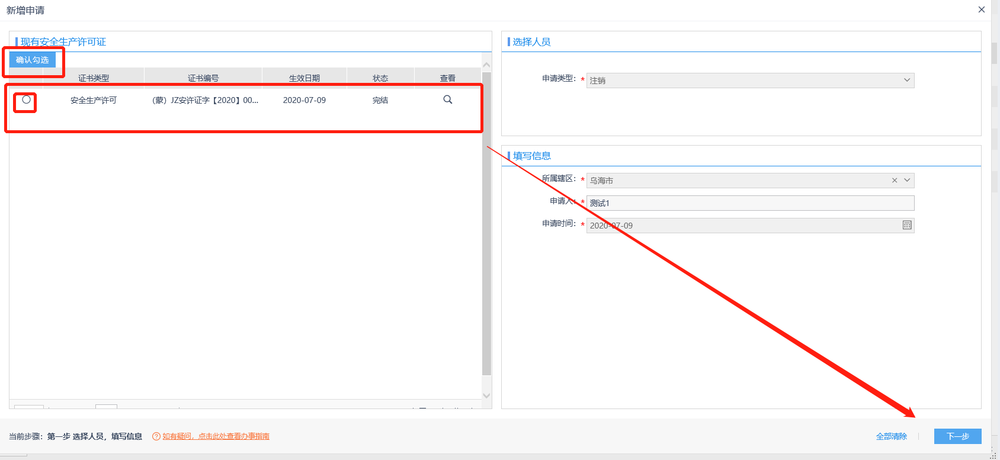 新增申请
现有安全生产许可证
确认勾选
证书类型 证书编号 生效日期 状态 查看
安全生产许可 (蒙) JZ安许证字【2020】00... 2020-07-09 完结
选择人员
申请类型: * 注销
填写信息
所属辖区: * 乌海市
申请人: * 测试1
申请时间: * 2020-07-09
当前步骤: 第一步 选择人员, 填写信息 如有疑问, 点击此处查看办事指南
全部清除 下一步